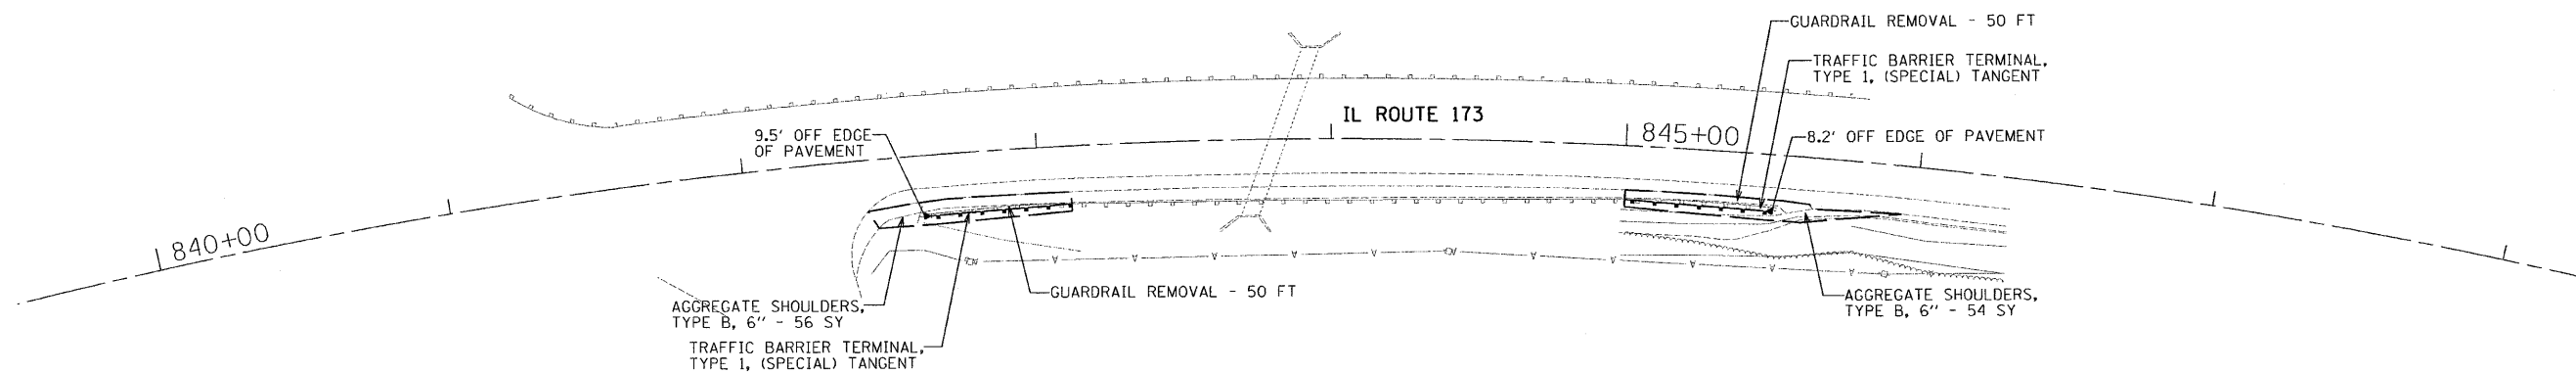 GUARDRAIL REMOVAL - 50 FT
TRAFFIC BARRIER TERMINAL,
TYPE 1, (SPECIAL) TANGENT
IL ROUTE 173
9.5' OFF EDGE
OF PAVEMENT
845+00
8.2' OFF EDGE OF PAVEMENT
840+00
GUARDRAIL REMOVAL - 50 FT
AGGREGATE SHOULDERS,
TYPE B, 6" - 56 SY
AGGREGATE SHOULDERS,
TYPE B, 6" - 54 SY
TRAFFIC BARRIER TERMINAL,
TYPE 1, (SPECIAL) TANGENT